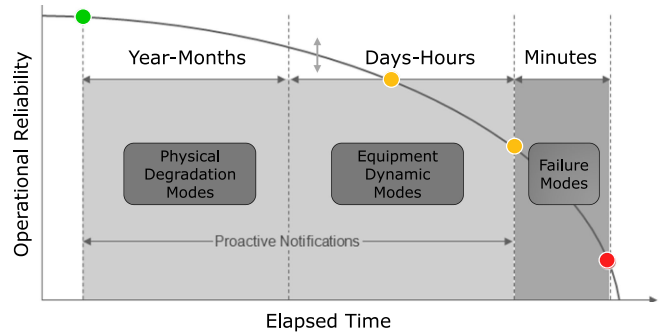 Year-Months
Days-Hours
Minutes
Operational Reliability
Physical
Degradation
Modes
Equipment
Dynamic
Modes
Failure
Modes
Proactive Notifications
Elapsed Time